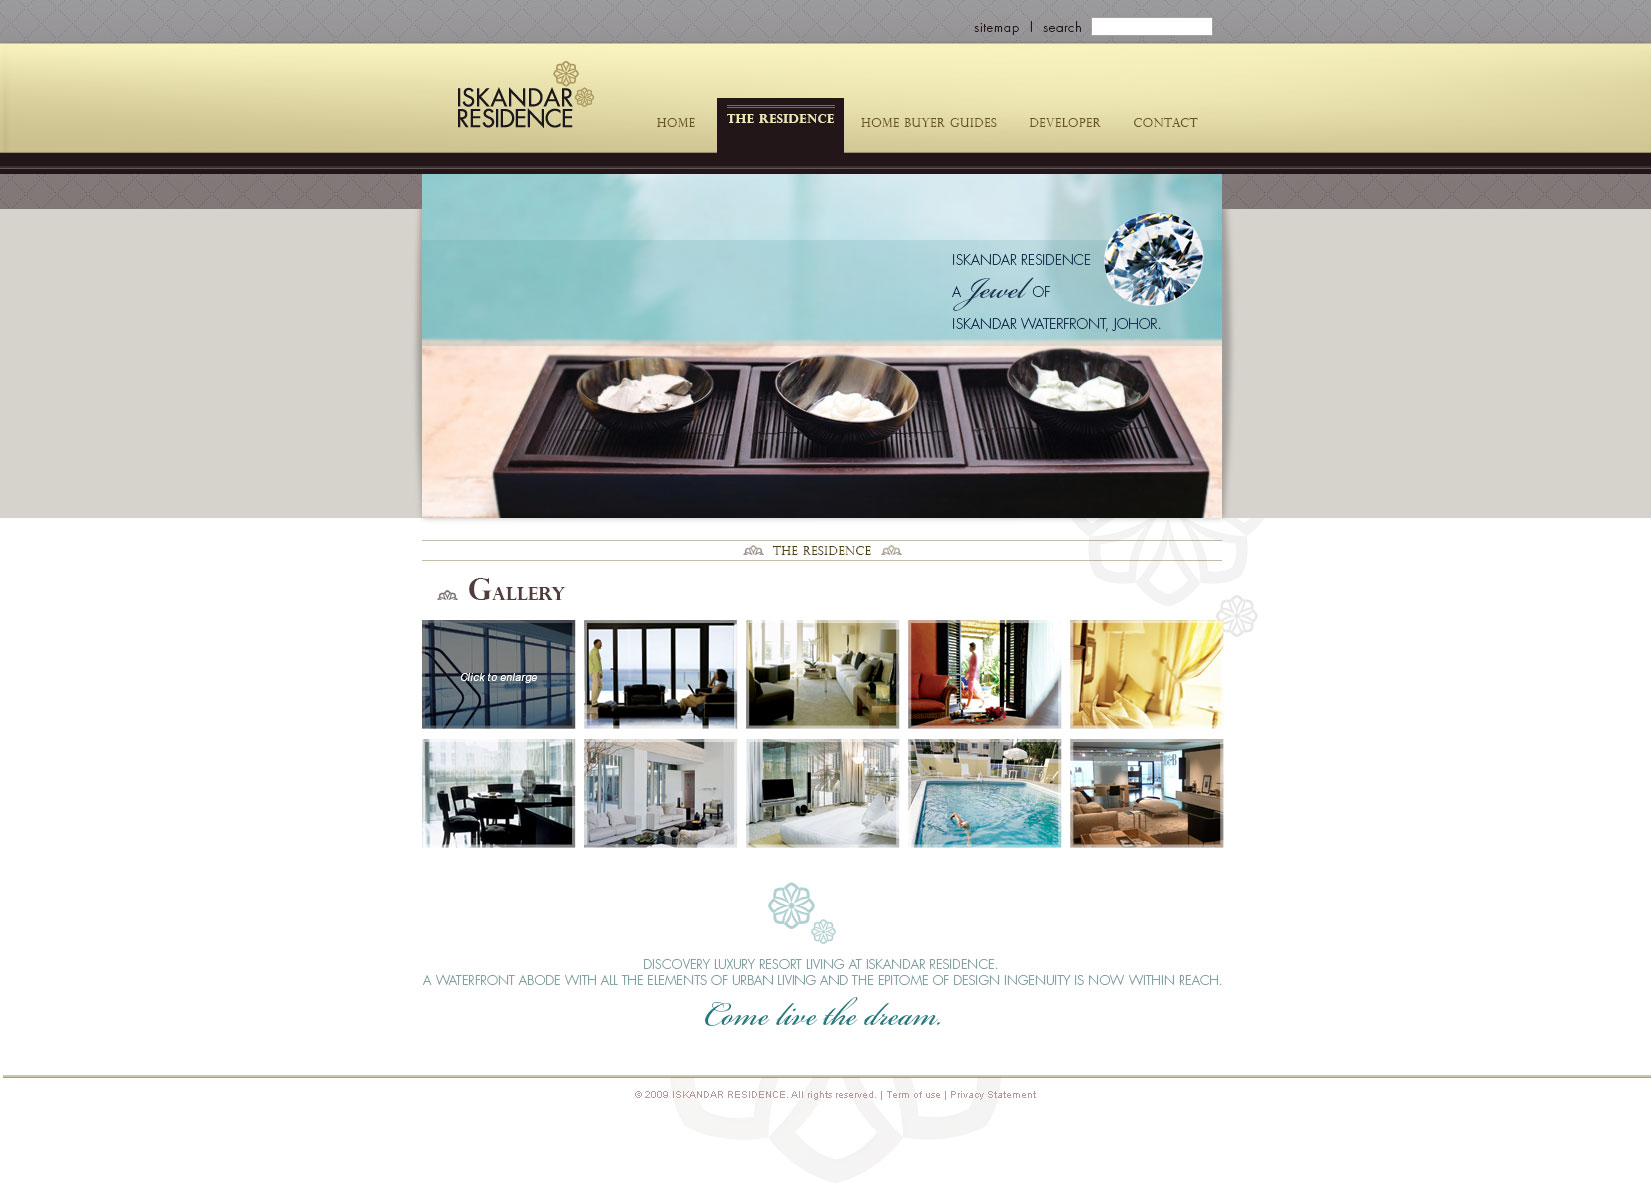 sitemap | search
ISKANDAR
RESIDENCE
HOME
THE RESIDENCE
HOME BUYER GUIDES
DEVELOPER
CONTACT
ISKANDAR RESIDENCE
A Jewel OF
ISKANDAR WATERFRONT, JOHOR.
THE RESIDENCE
GALLERY
Click to enlarge
DISCOVERY LUXURY RESORT LIVING AT ISKANDAR RESIDENCE.
A WATERFRONT ABODE WITH ALL THE ELEMENTS OF URBAN LIVING AND THE EPITOME OF DESIGN INGENUITY IS NOW WITHIN REACH.
Come live the dream.
© 2009 ISKANDAR RESIDENCE. All rights reserved. | Term of use | Privacy Statement